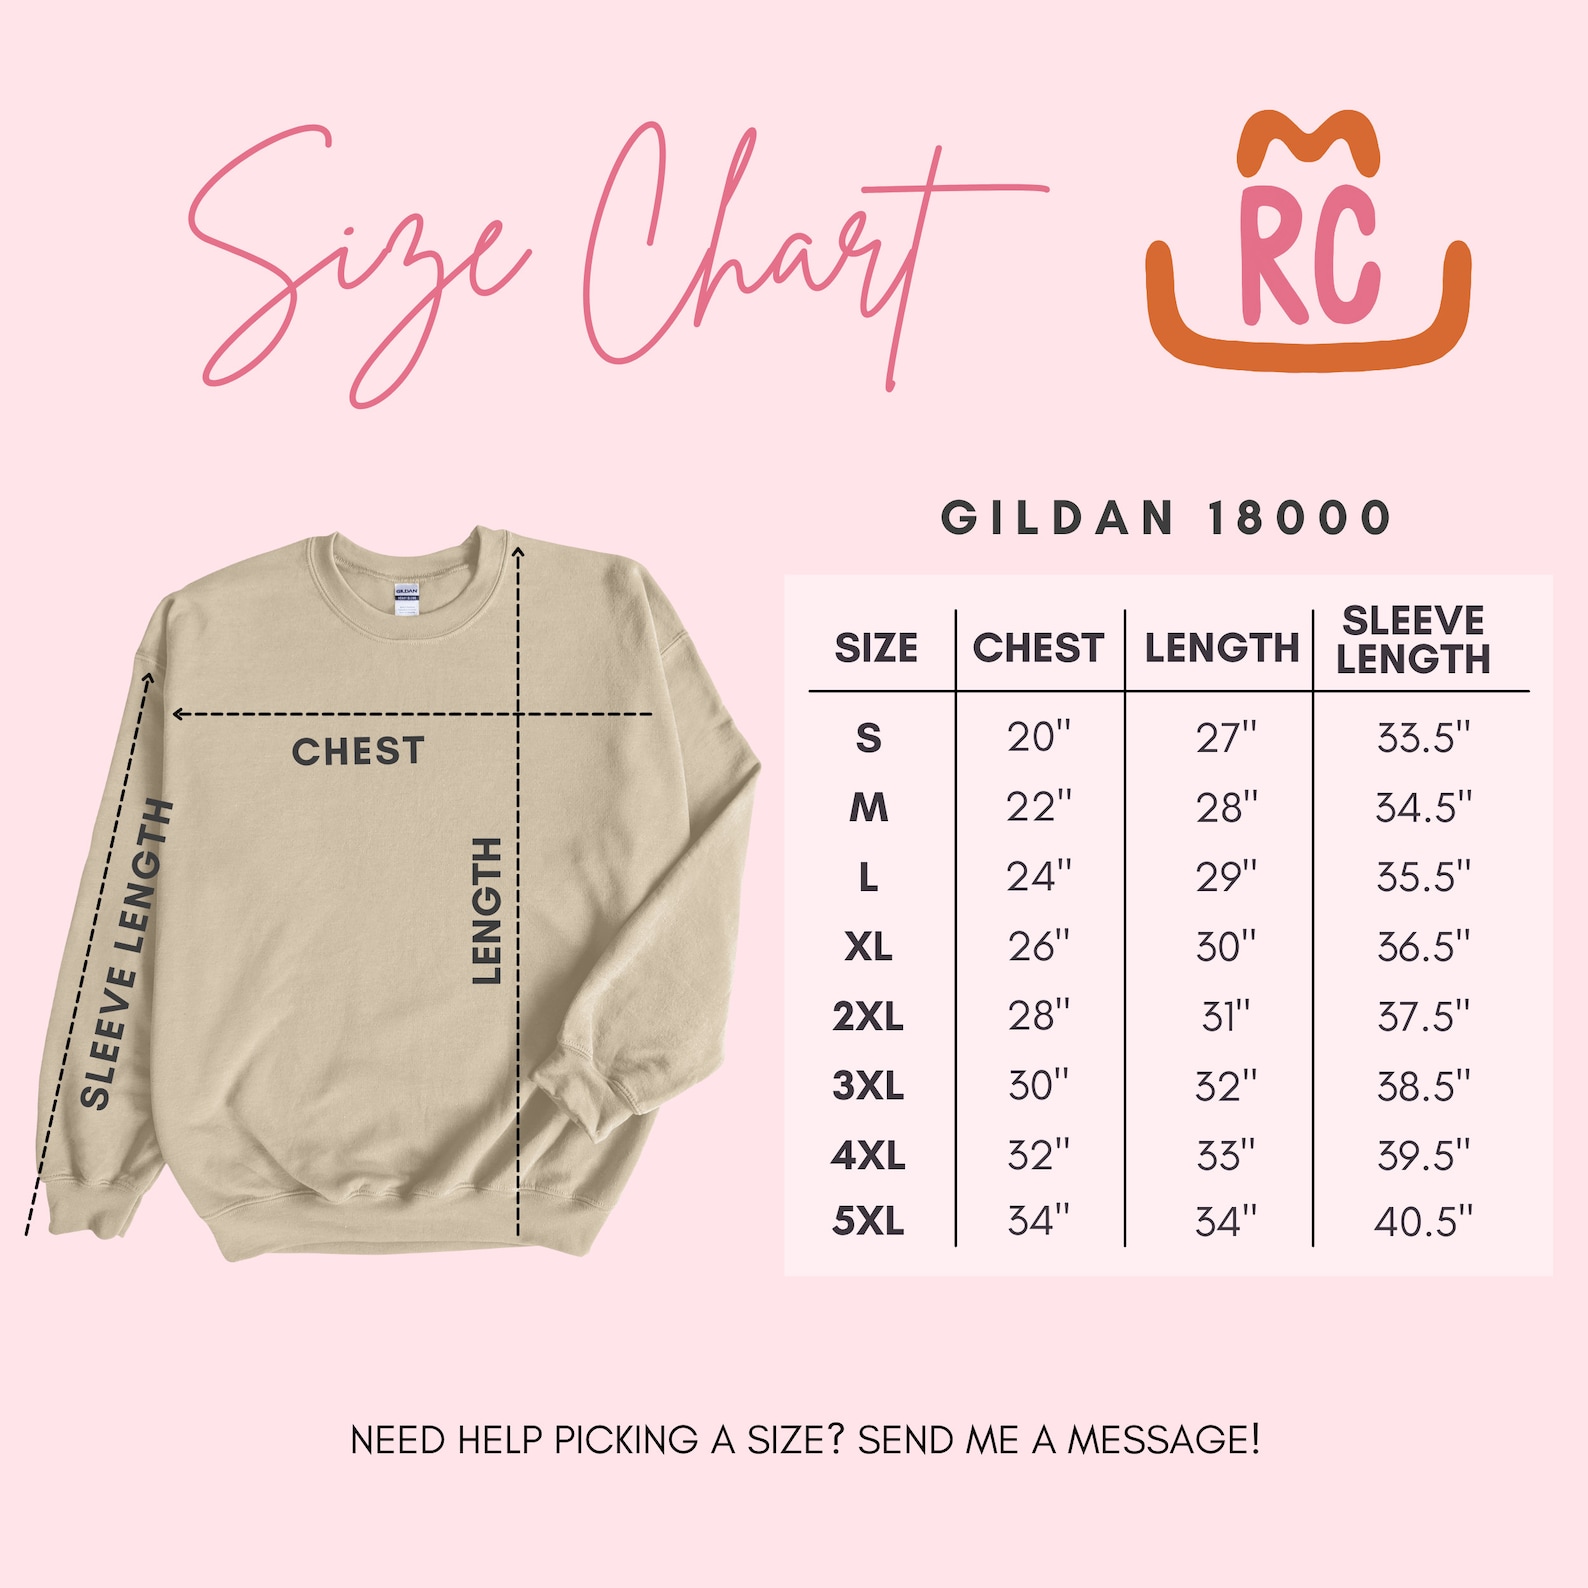 Size Chart
RC
GILDAN 18000
GILDAN
CHEST
LENGTH
SLEEVE LENGTH
SIZE CHEST LENGTH SLEEVE LENGTH
S 20" 27" 33.5"
M 22" 28" 34.5"
L 24" 29" 35.5"
XL 26" 30" 36.5"
2XL 28" 31" 37.5"
3XL 30" 32" 38.5"
4XL 32" 33" 39.5"
5XL 34" 34" 40.5"
NEED HELP PICKING A SIZE? SEND ME A MESSAGE!